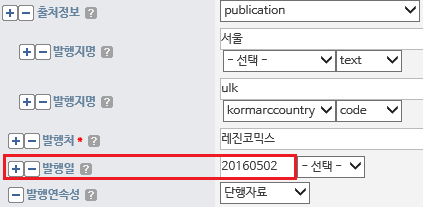 출처정보 ? publication
서울
발행지명 ? - 선택 - text
ulk
발행지명 ? kormarccountry code
발행처 * ? 레진코믹스
발행일 ? 20160502 - 선택 -
발행연속성 ? 단행자료